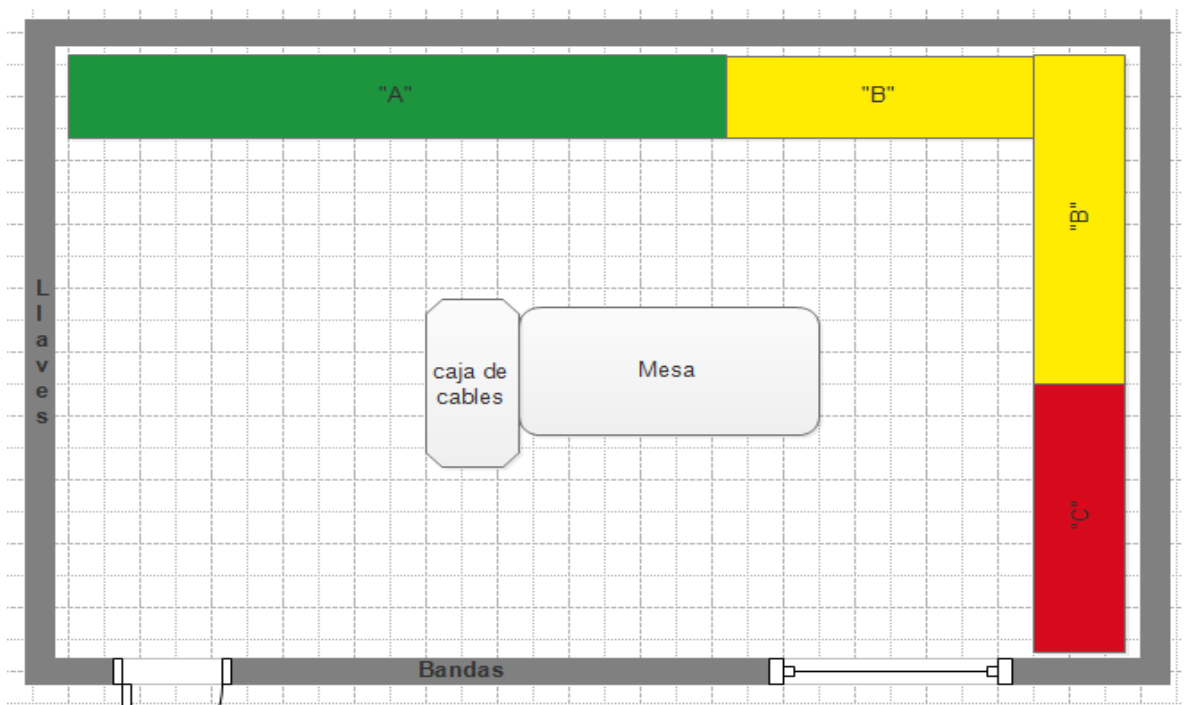 "A"
"B"
"B"
Llaves
caja de
cables
Mesa
"C"
Bandas